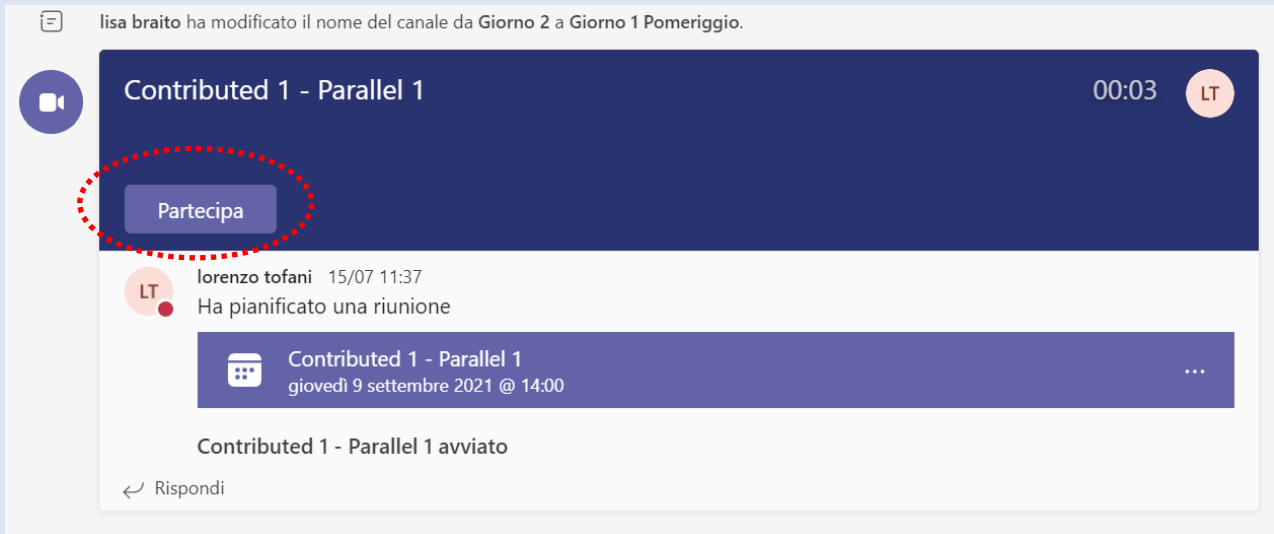 lisa braito ha modificato il nome del canale da Giorno 2 a Giorno 1 Pomeriggio.
Contributed 1 - Parallel 1
00:03
LT
Partecipa
LT
lorenzo tofani 15/07 11:37
Ha pianificato una riunione
Contributed 1 - Parallel 1
giovedì 9 settembre 2021 @ 14:00
Contributed 1 - Parallel 1 avviato
Rispondi